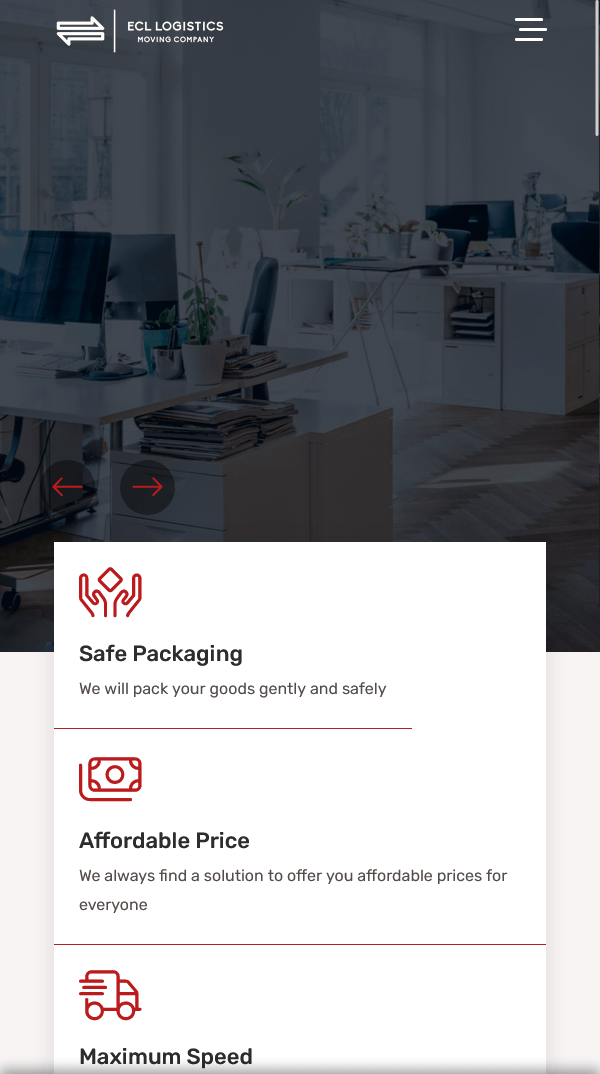 ECL LOGISTICS
MOVING COMPANY
Safe Packaging
We will pack your goods gently and safely
Affordable Price
We always find a solution to offer you affordable prices for
everyone
Maximum Speed